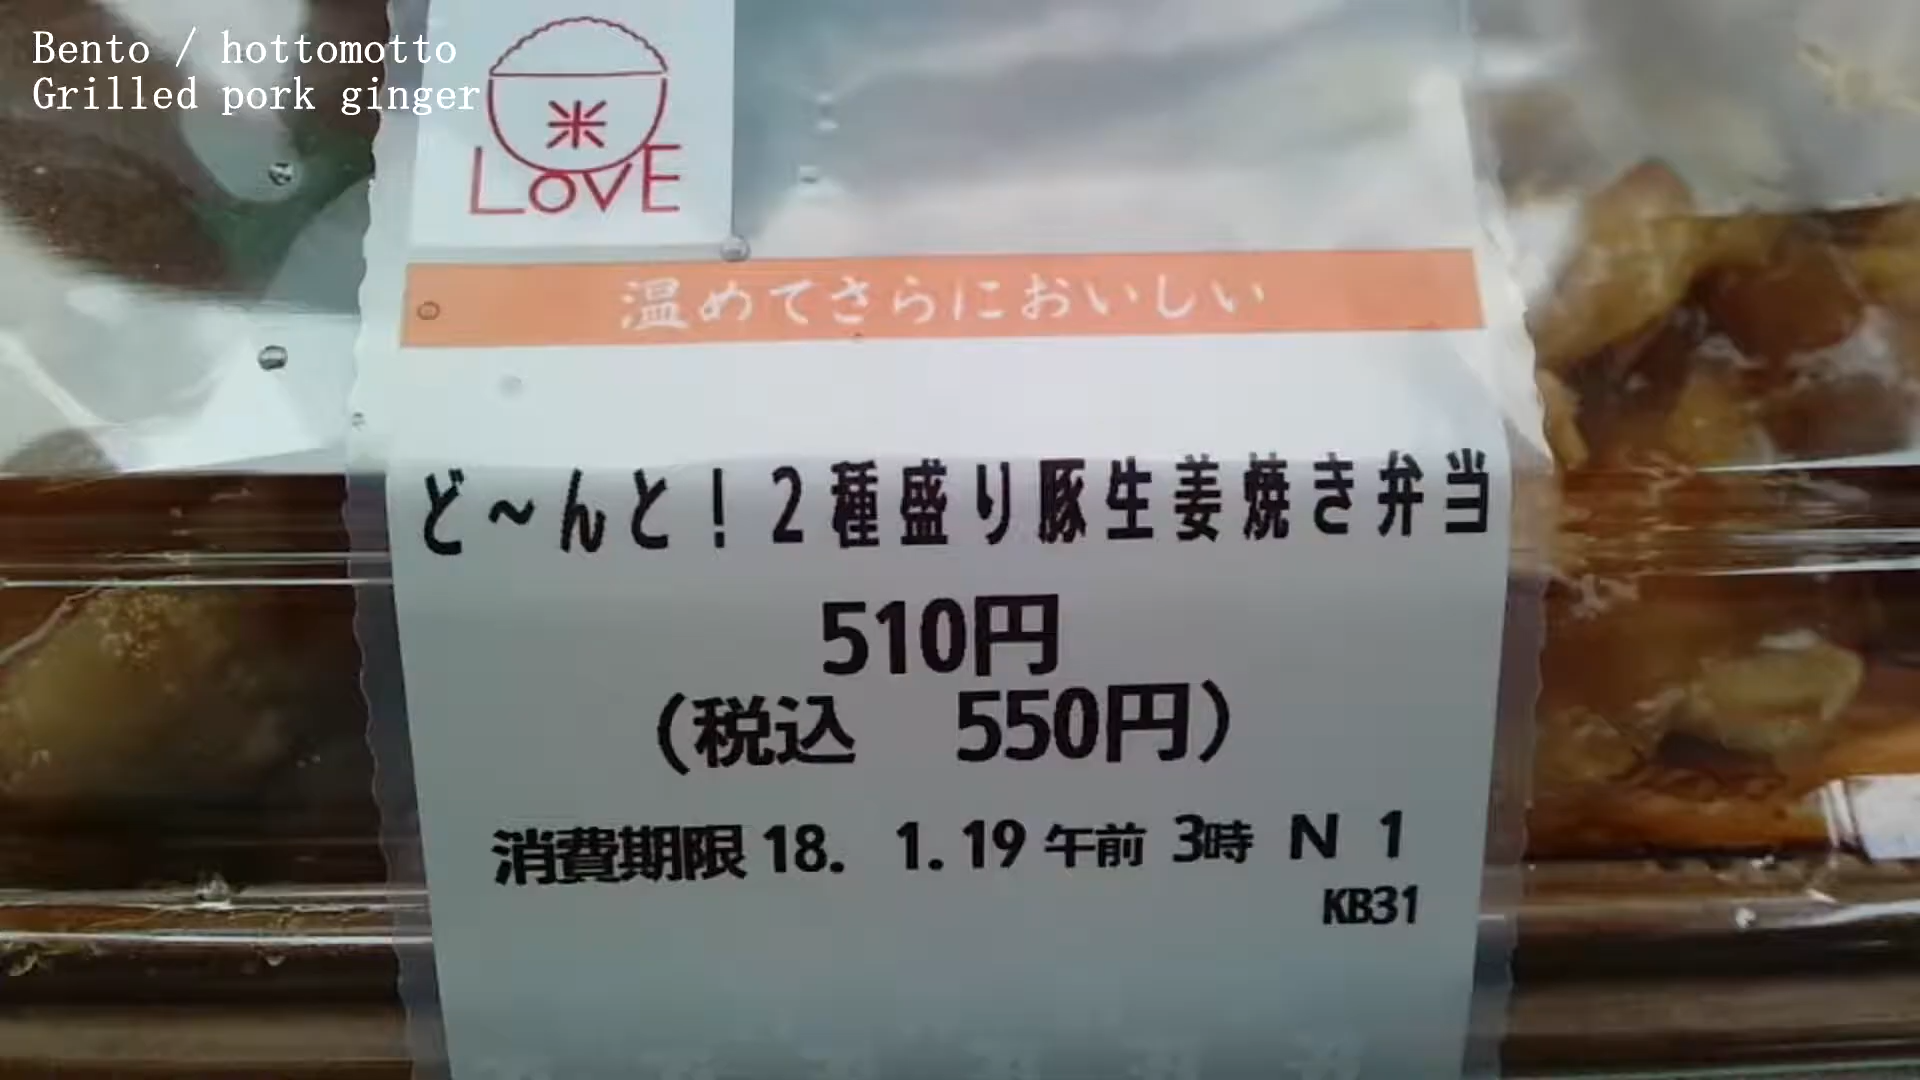 Bento / hottomotto
Grilled pork ginger
米
LOVE
温めてさらにおいしい
ど～んと!2種盛り豚生姜焼き弁当
510円
(税込 550円)
消費期限 18. 1. 19 午前 3時 N 1
KB31